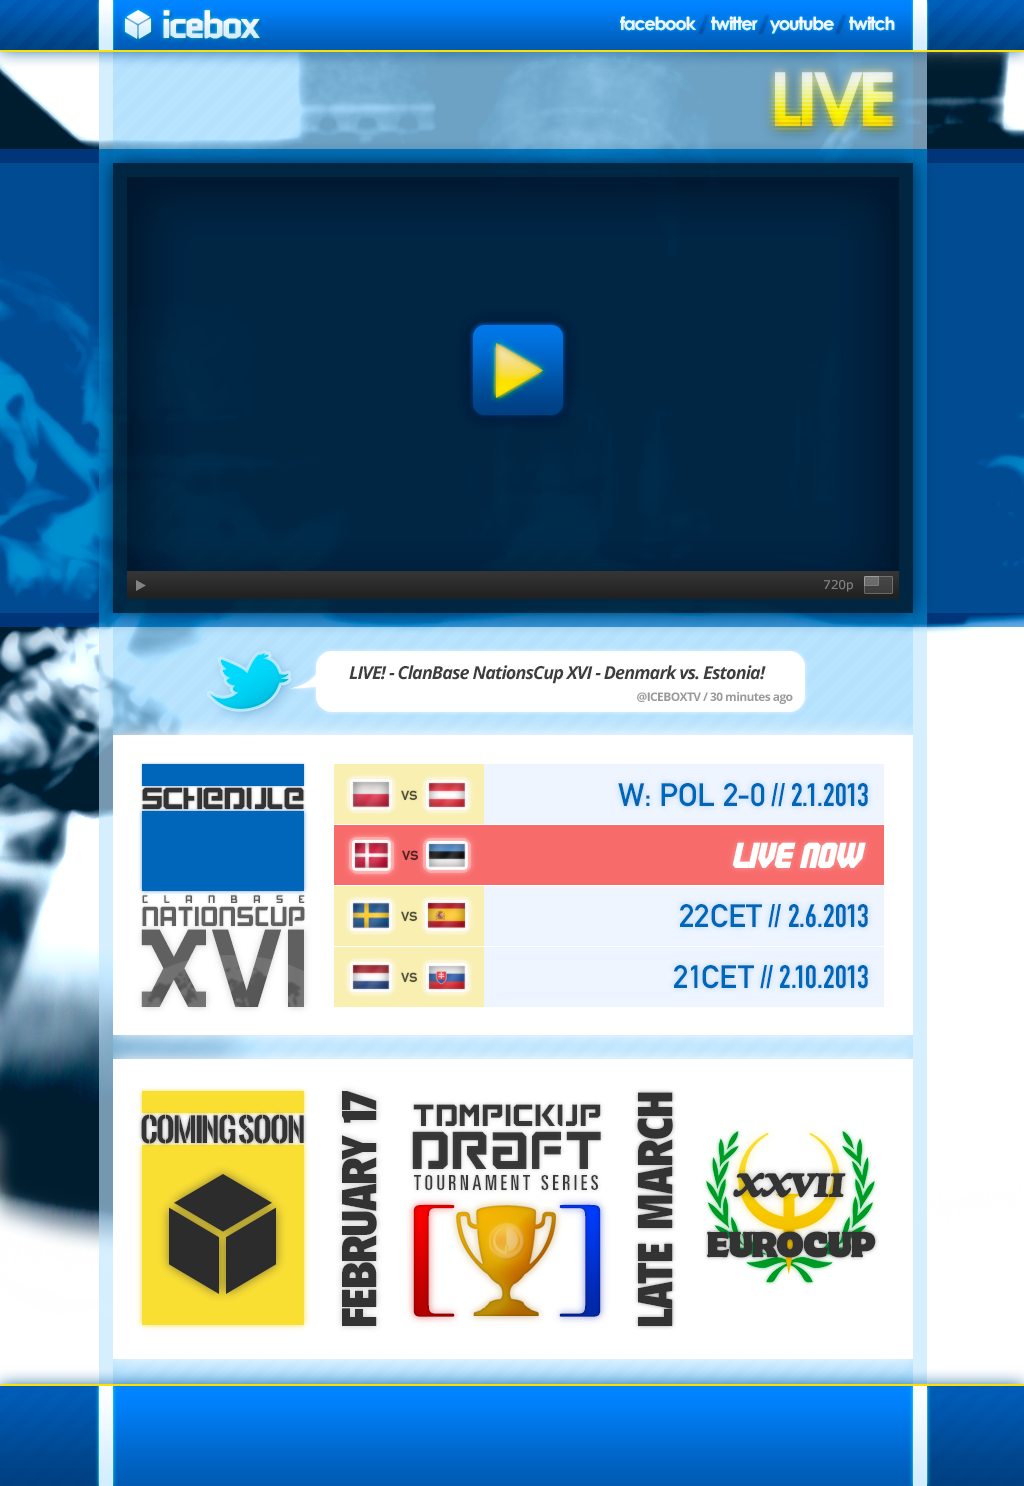 icebox
facebook / twitter / youtube / twitch
LIVE
720p
LIVE! - ClanBase NationsCup XVI - Denmark vs. Estonia!
@ICEBOXTV / 30 minutes ago
SCHEDULE
CLANBASE
NATIONSCUP
XVI
VS
W: POL 2-0 // 2.1.2013
VS
LIVE NOW
VS
22CET // 2.6.2013
VS
21CET // 2.10.2013
COMING SOON
FEBRUARY 17
TDMPICKUP
DRAFT
TOURNAMENT SERIES
LATE MARCH
XXVII
EUROCUP